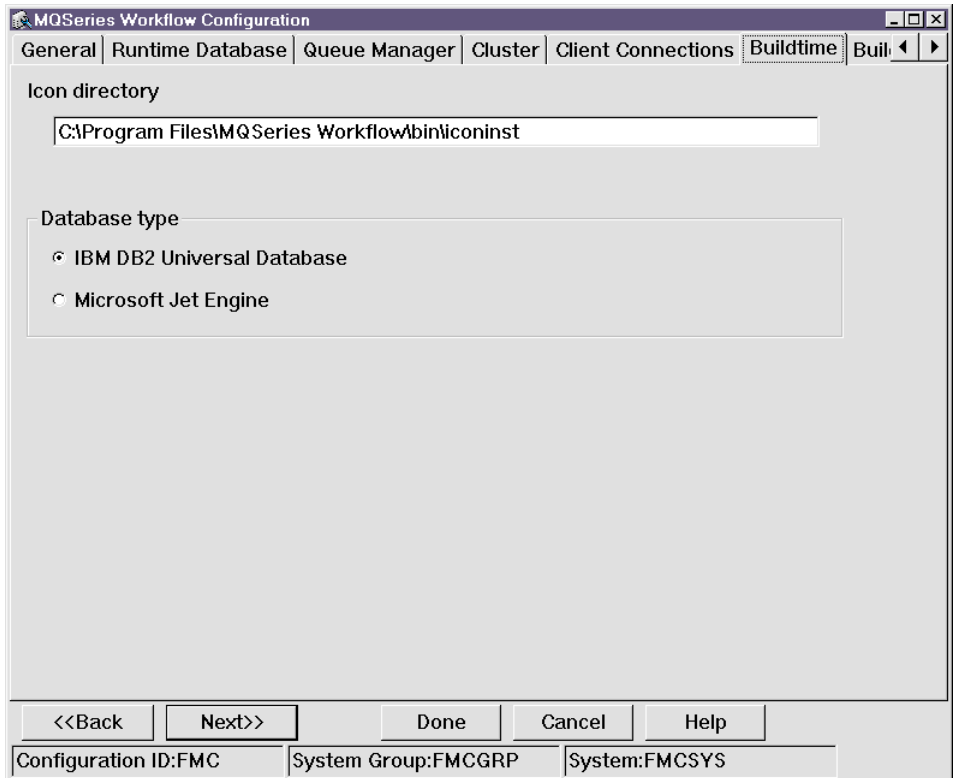 MQSeries Workflow Configuration
General Runtime Database Queue Manager Cluster Client Connections Buildtime Buil
Icon directory
C:\Program Files\MQSeries Workflow\bin\iconinst
Database type
IBM DB2 Universal Database
Microsoft Jet Engine
<<Back Next>> Done Cancel Help
Configuration ID:FMC System Group:FMCGRP System:FMCSYS